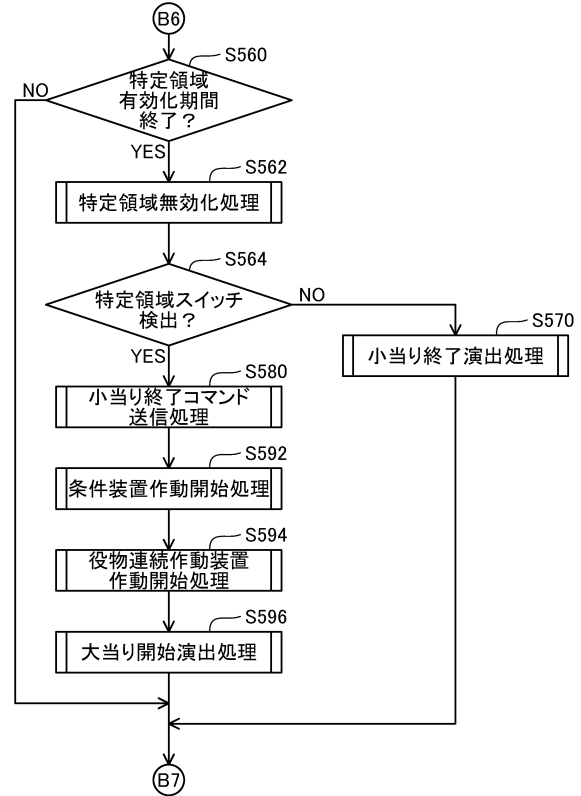 B6
S560
特定領域
有効化期間
終了？
NO
YES
S562
特定領域無効化処理
S564
特定領域スイッチ
検出？
NO
YES
S570
小当り終了演出処理
S580
小当り終了コマンド
送信処理
S592
条件装置作動開始処理
S594
役物連続作動装置
作動開始処理
S596
大当り開始演出処理
B7